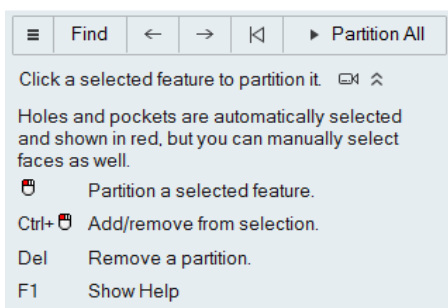 Find Partition All
Click a selected feature to partition it.
Holes and pockets are automatically selected
and shown in red, but you can manually select
faces as well.
Partition a selected feature.
Ctrl+ Add/remove from selection.
Del Remove a partition.
F1 Show Help